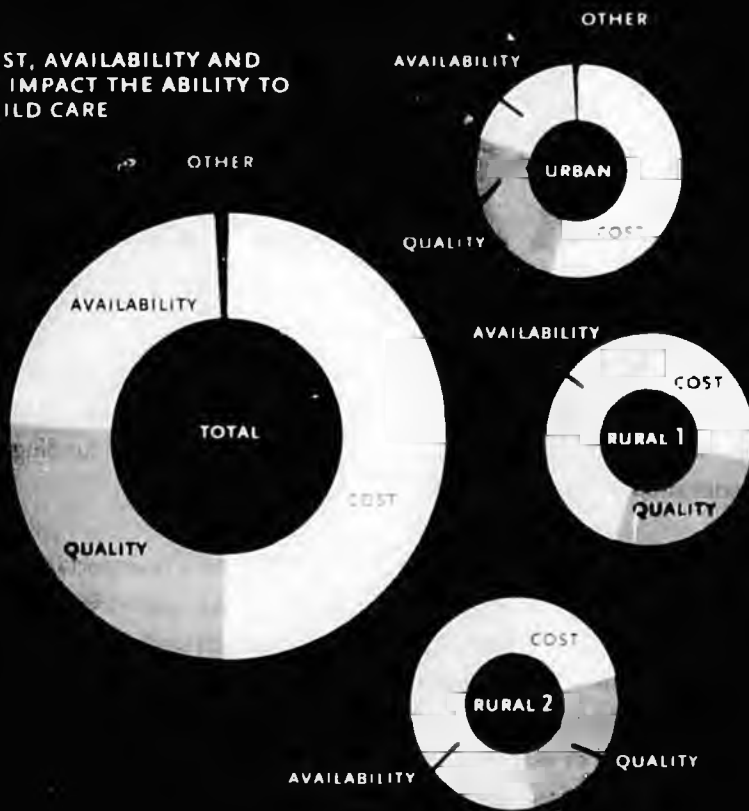 ST, AVAILABILITY AND
IMPACT THE ABILITY TO
ILD CARE
OTHER
AVAILABILITY
URBAN
QUALITY
COST
OTHER
AVAILABILITY
TOTAL
COST
QUALITY
AVAILABILITY
COST
RURAL 1
QUALITY
COST
RURAL 2
QUALITY
AVAILABILITY